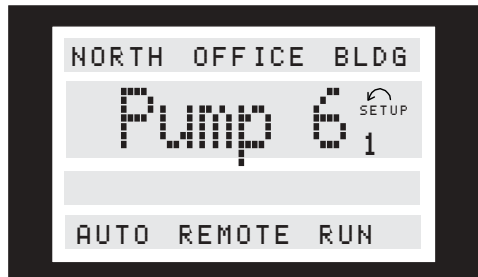 NORTH OFFICE BLDG
Pump 6
SETUP
1
AUTO REMOTE RUN